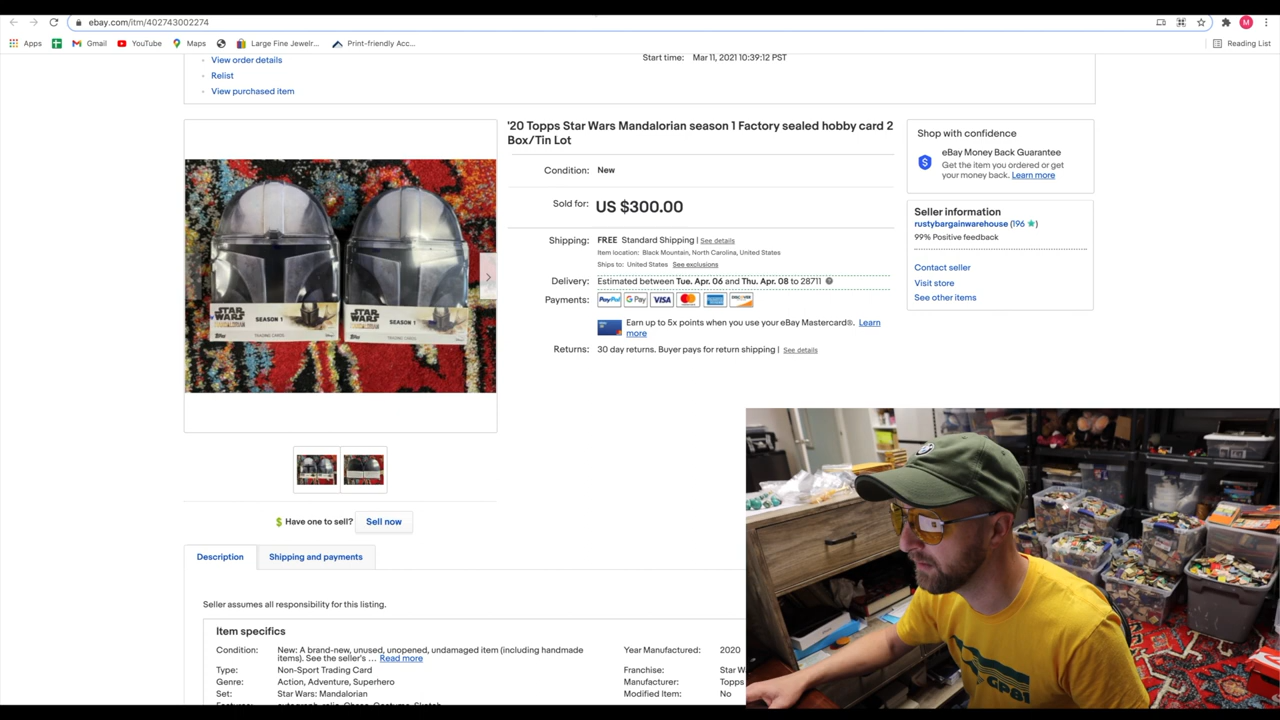 ebay.com/itm/402743002274
M
Apps
Gmail
YouTube
Maps
Large Fine Jewelr...
Print-friendly Acc...
Reading List
View order details
Relist
View purchased item
Start time: Mar 11, 2021 10:39:12 PST
'20 Topps Star Wars Mandalorian season 1 Factory sealed hobby card 2
Box/Tin Lot
Condition: New
Sold for: US $300.00
Shipping: FREE Standard Shipping | See details
Item location: Black Mountain, North Carolina, United States
Ships to: United States See exclusions
Delivery: Estimated between Tue. Apr. 06 and Thu. Apr. 08 to 28711
Payments: PayPal G Pay VISA
Earn up to 5x points when you use your eBay Mastercard®. Learn
more
Returns: 30 day returns. Buyer pays for return shipping | See details
Shop with confidence
eBay Money Back Guarantee
Get the item you ordered or get
your money back. Learn more
Seller information
rustybargainwarehouse (196 )
99% Positive feedback
Contact seller
Visit store
See other items
STAR WARS
SEASON 1
TRADING CARDS
STAR WARS
SEASON 1
TRADING CARDS
$ Have one to sell? Sell now
Description
Shipping and payments
Seller assumes all responsibility for this listing.
Item specifics
Condition: New: A brand-new, unused, unopened, undamaged item (including handmade
items). See the seller's ... Read more
Type: Non-Sport Trading Card
Genre: Action, Adventure, Superhero
Set: Star Wars: Mandalorian
Year Manufactured: 2020
Franchise: Star W
Manufacturer: Topps
Modified Item: No